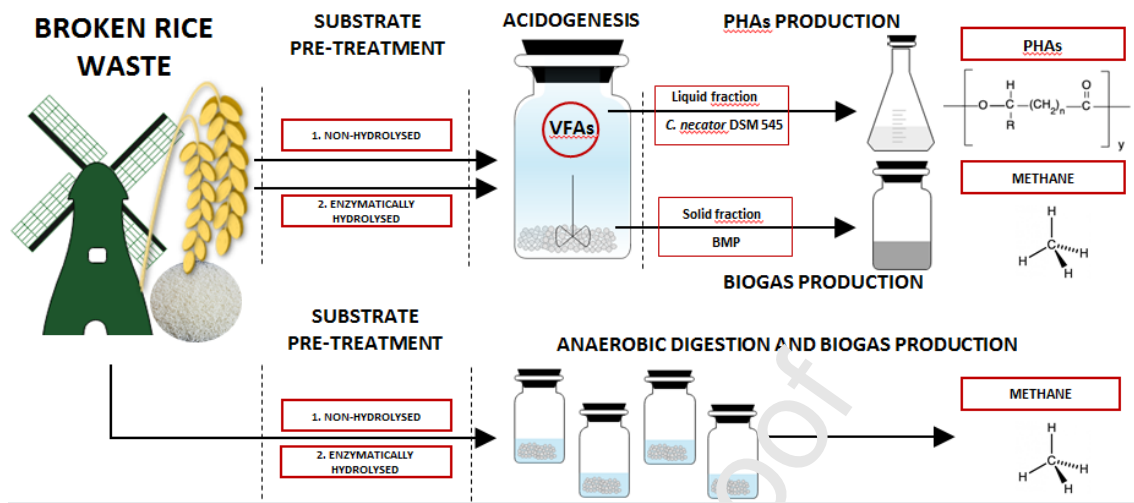 BROKEN RICE
WASTE
SUBSTRATE
PRE-TREATMENT
ACIDOGENESIS
PHAs PRODUCTION
1. NON-HYDROLYSED
2. ENZYMATICALLY
HYDROLYSED
VFAs
Liquid fraction
C. necator DSM 545
Solid fraction
BMP
PHAs
O
H
O
C
(CH2)n
C
R
y
METHANE
H
C
H
H
H
BIOGAS PRODUCTION
SUBSTRATE
PRE-TREATMENT
ANAEROBIC DIGESTION AND BIOGAS PRODUCTION
1. NON-HYDROLYSED
2. ENZYMATICALLY
HYDROLYSED
METHANE
H
C
H
H
H
oof